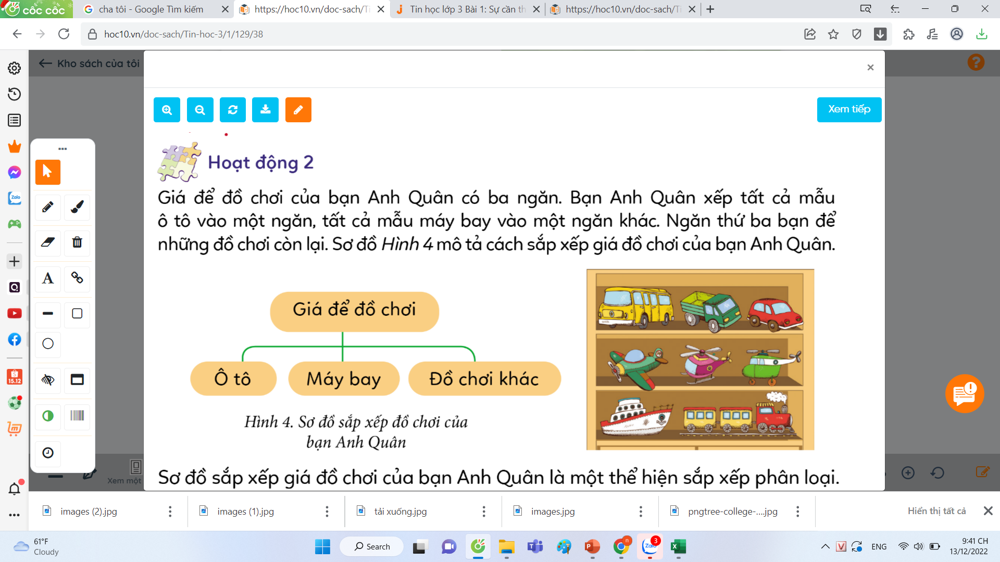 cốc cốc
cha tôi - Google Tìm kiếm
https://hoc10.vn/doc-sach/Ti
Tin học lớp 3 Bài 1: Sự cần th
https://hoc10.vn/doc-sach/Ti
hoc10.vn/doc-sach/Tin-hoc-3/1/129/38
Kho sách của tôi
Xem tiếp
Hoạt động 2
Giá để đồ chơi của bạn Anh Quân có ba ngăn. Bạn Anh Quân xếp tất cả mẫu
ô tô vào một ngăn, tất cả mẫu máy bay vào một ngăn khác. Ngăn thứ ba bạn để
những đồ chơi còn lại. Sơ đồ Hình 4 mô tả cách sắp xếp giá đồ chơi của bạn Anh Quân.
Giá để đồ chơi
Ô tô
Máy bay
Đồ chơi khác
Hình 4. Sơ đồ sắp xếp đồ chơi của
bạn Anh Quân
Sơ đồ sắp xếp giá đồ chơi của bạn Anh Quân là một thể hiện sắp xếp phân loại.
Zalo
15.12
A
Xem một
images (2).jpg
images (1).jpg
tải xuống.jpg
images.jpg
pngtree-college-....jpg
Hiển thị tất cả
61°F
Cloudy
Search
n
Zalo
3
ENG
9:41 CH
13/12/2022